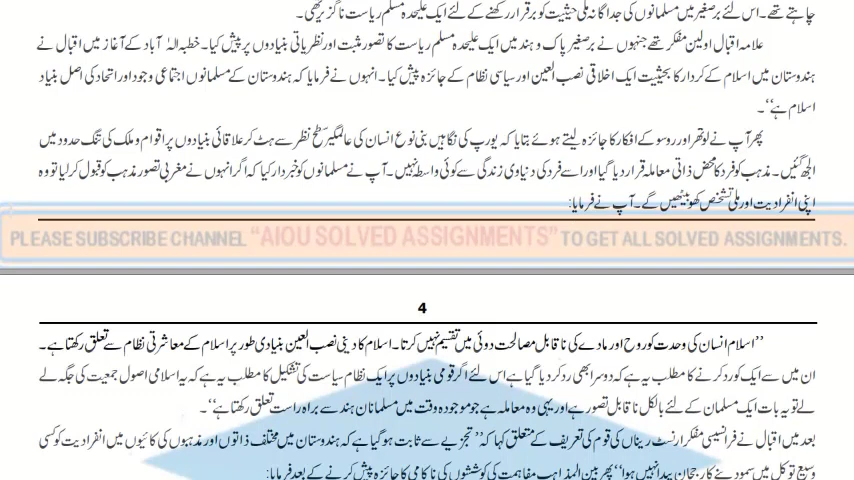 چاہتے تھے۔ اس لئے برصغیر میں مسلمانوں کی جداگانہ ملی حیثیت کو برقرار رکھنے کے لئے ایک علیحدہ مسلم ریاست ناگزیر تھی۔
علامہ اقبال اولین مفکر تھے جنہوں نے برصغیر پاک و ہند میں ایک علیحدہ مسلم ریاست کا تصور مثبت اور نظریاتی بنیادوں پر پیش کیا۔ خطبہ الہٰ آباد کے آغاز میں اقبال نے
ہندوستان میں اسلام کے کردار کا بحیثیت ایک اخلاقی نصب العین اور سیاسی نظام کے جائزہ پیش کیا۔ انہوں نے فرمایا کہ ہندوستان کے مسلمانوں اجتماعی وجود اور اتحاد کی اصل بنیاد
اسلام ہے‘‘۔
پھر آپ نے لوتھر اور روسو کے افکار کا جائزہ لیتے ہوئے بتایا کہ یورپ کی نگاہیں بنی نوع انسان کی عالمگیر سطح نظر سے ہٹ کر علاقائی بنیادوں پر اقوام و ملک کی تنگ حدود میں
الجھ گئیں۔ مذہب کو فرد کا محض ذاتی معاملہ قرار دیا گیا اور اسے فرد کی دنیاوی زندگی سے کوئی واسطہ نہیں۔ آپ نے مسلمانوں کو خبردار کیا کہ اگر انہوں نے مغربی تصور مذہب کو قبول کر لیا تو وہ
اپنی انفرادیت اور ملی تشخص کھو بیٹھیں گے۔ آپ نے فرمایا:
PLEASE SUBSCRIBE CHANNEL “AIOU SOLVED ASSIGNMENTS” TO GET ALL SOLVED ASSIGNMENTS.
4
’’اسلام انسان کی وحدت کو روح اور مادے کی ناقابل مصالحت دوئی میں تقسیم نہیں کرتا۔ اسلام کا دینی نصب العین بنیادی طور پر اسلام کے معاشرتی نظام سے تعلق رکھتا ہے۔
ان میں سے ایک کو رد کرنے کا مطلب یہ ہے کہ دوسرا بھی رد کر دیا گیا ہے اس لئے اگر قومی بنیادوں پر ایک نظام سیاست کی تشکیل کا مطلب یہ ہے کہ یہ اسلامی اصول جمعیت کی جگہ لے
لے تو یہ بات ایک مسلمان کے لئے بالکل ناقابل تصور ہے اور یہی وہ معاملہ ہے جو موجودہ وقت میں مسلمانان ہند سے براہ راست تعلق رکھتا ہے‘‘۔
بعد میں اقبال نے فرانسیسی مفکر ارنسٹ ریناں کی قوم کی تعریف کے متعلق کہا کہ ’’تجزیے سے ثابت ہو گیا ہے کہ ہندوستان میں مختلف ذاتوں اور مذہبوں کی کائیوں میں انفرادیت کو کسی
وسیع تو کل میں سمو دینے کا رجحان پیدا نہیں ہوا‘‘ پھر بین المذاہب مفاہمت کی کوششوں کی ناکامی کا جائزہ پیش کرنے کے بعد فرمایا: